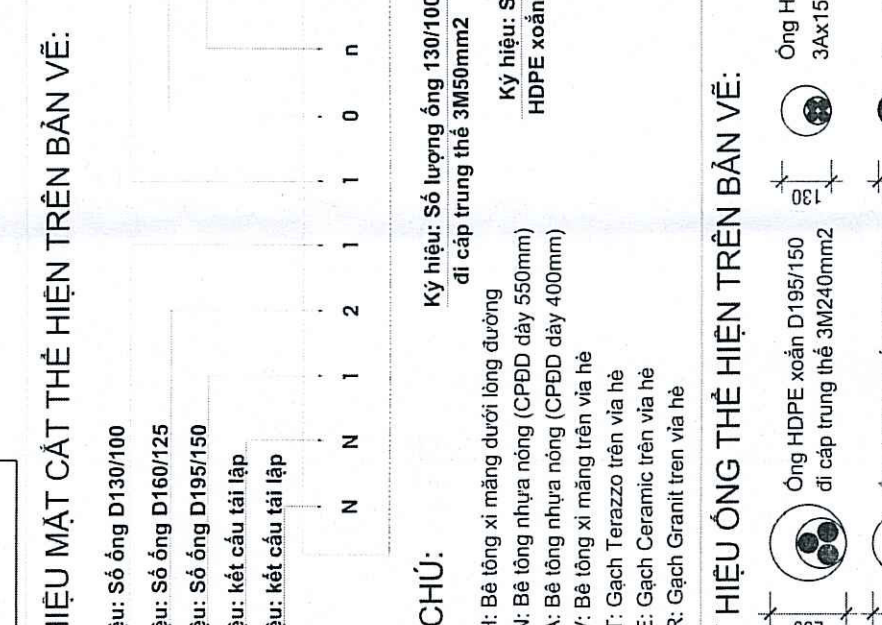 HIỆU MẶT CẮT THỂ HIỆN TRÊN BẢN VẼ:
ệu: Số ống D130/100
ệu: Số ống D160/125
ệu: Số ống D195/150
ệu: kết cấu tái lập
ệu: kết cấu tái lập
N - N - 1 - 2 - 1 - 1 - 0 - n
CHÚ:
Ký hiệu: Số lượng ống 130/100
đi cáp trung thế 3M50mm2
Ký hiệu: S
HDPE xoắn
H: Bê tông xi măng dưới lòng đường
N: Bê tông nhựa nóng (CPĐD dày 550mm)
A: Bê tông nhựa nóng (CPĐD dày 400mm)
V: Bê tông xi măng trên vỉa hè
T: Gạch Terazzo trên vỉa hè
E: Gạch Ceramic trên vỉa hè
R: Gạch Granit tren vỉa hè
HIỆU ỐNG THỂ HIỆN TRÊN BẢN VẼ:
Ống HDPE xoắn D195/150
đi cáp trung thế 3M240mm2
130
Ống H
3Ax15